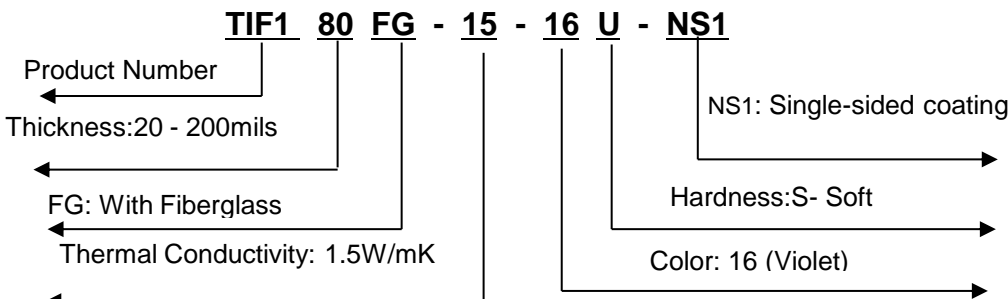 TIF1 80 FG - 15 - 16 U - NS1
Product Number
NS1: Single-sided coating
Thickness:20 - 200mils
FG: With Fiberglass
Hardness:S- Soft
Thermal Conductivity: 1.5W/mK
Color: 16 (Violet)